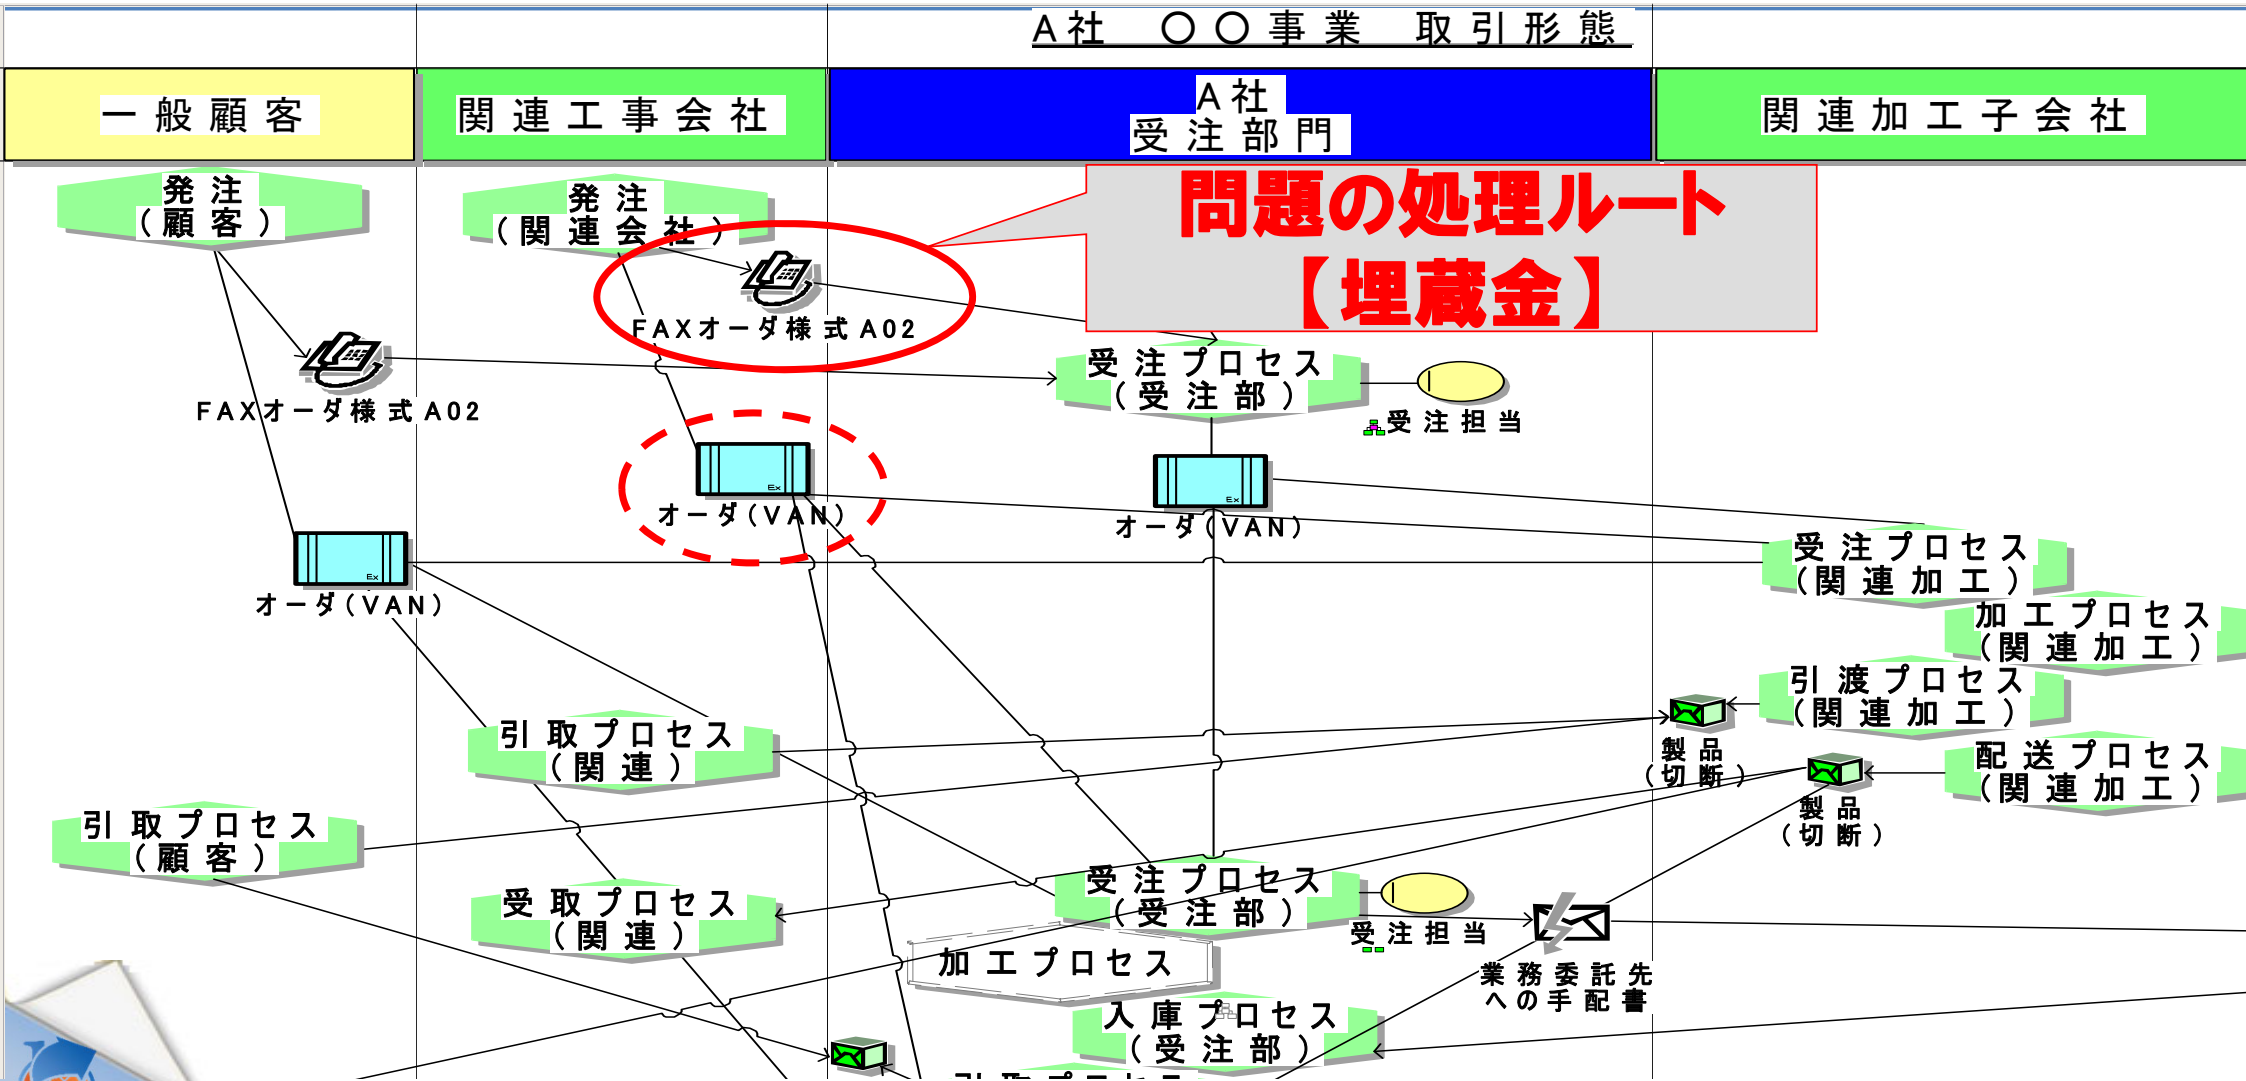 A社 〇〇事業 取引形態
一般顧客
関連工事会社
A社
受注部門
関連加工子会社
発注
（顧客）
発注
（関連会社）
問題の処理ルート
【埋蔵金】
FAXオーダ様式A02
FAXオーダ様式A02
受注プロセス
（受注部）
受注担当
Ex
オーダ(VAN)
Ex
オーダ(VAN)
Ex
オーダ(VAN)
受注プロセス
（関連加工）
加工プロセス
（関連加工）
引渡プロセス
（関連加工）
製品
（切断）
配送プロセス
（関連加工）
製品
（切断）
引取プロセス
（関連）
引取プロセス
（顧客）
受取プロセス
（関連）
受注プロセス
（受注部）
受注担当
加工プロセス
業務委託先
への手配書
入庫プロセス
（受注部）
引取プロセス